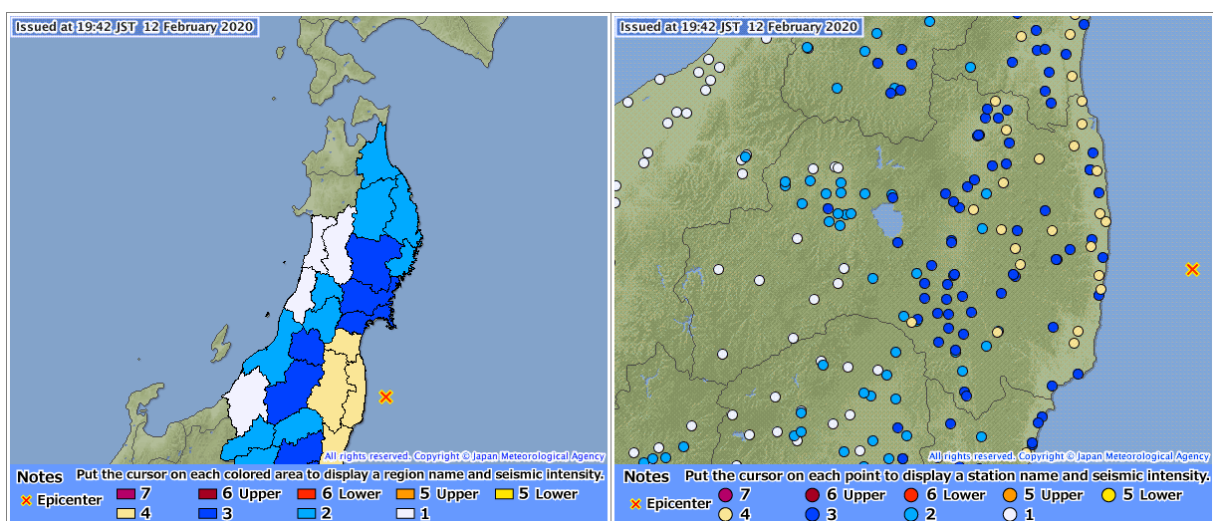 Issued at 19:42 JST 12 February 2020
All rights reserved. Copyright © Japan Meteorological Agency
Notes Put the cursor on each colored area to display a region name and seismic intensity.
Epicenter
7 6 Upper 6 Lower 5 Upper 5 Lower
4 3 2 1
Issued at 19:42 JST 12 February 2020
All rights reserved. Copyright © Japan Meteorological Agency
Notes Put the cursor on each point to display a station name and seismic intensity.
Epicenter
7 6 Upper 6 Lower 5 Upper 5 Lower
4 3 2 1